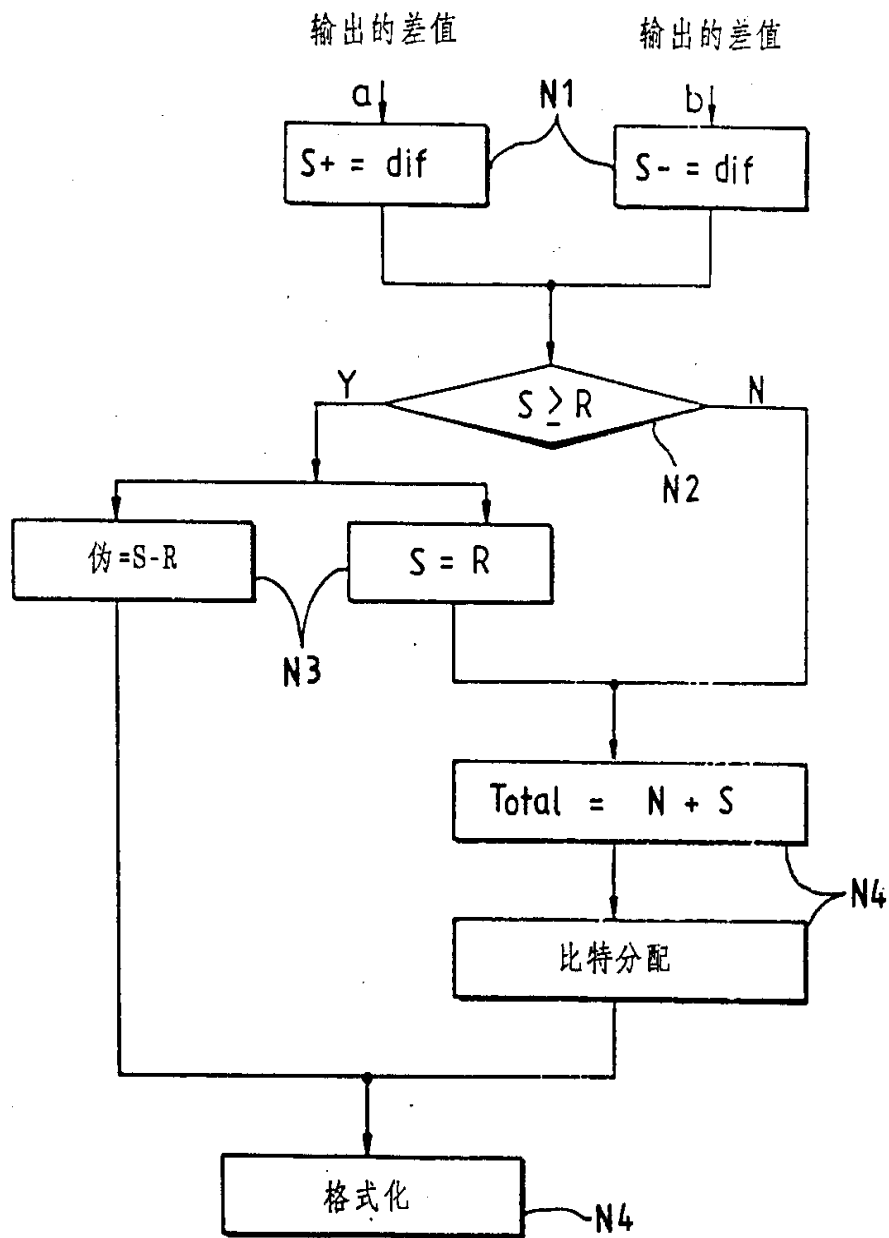 输出的差值
输出的差值
a
N1
b
S+ = dif
S- = dif
Y
S ≥ R
N
N2
伪=S-R
S = R
N3
Total = N + S
N4
比特分配
格式化
N4